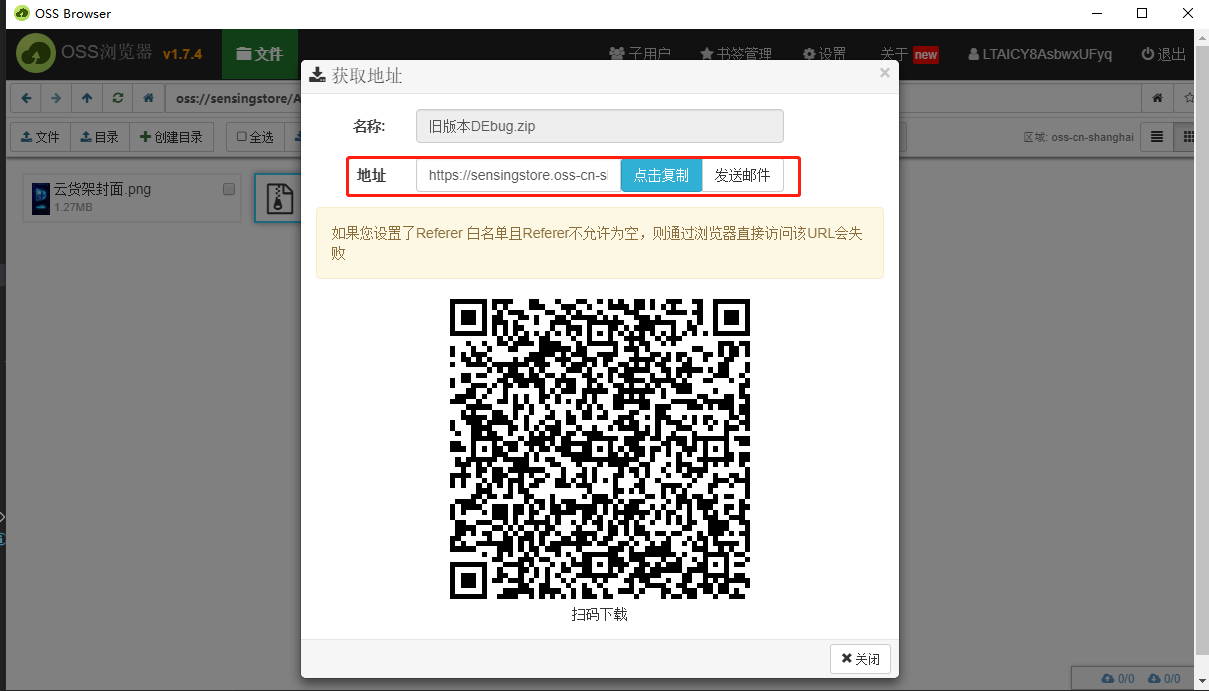 OSS Browser
OSS浏览器 v1.7.4 文件 子用户 书签管理 设置 关于 new LTAICY8AsbwxUFyq 退出
获取地址 ×
oss://sensingstore/A
名称: 旧版本DEbug.zip
文件 目录 创建目录 全选 区域: oss-cn-shanghai
地址 https://sensingstore.oss-cn-s 点击复制 发送邮件
云货架封面.png
1.27MB
如果您设置了Referer 白名单且Referer不允许为空，则通过浏览器直接访问该URL会失
败
扫码下载
关闭
0/0 0/0